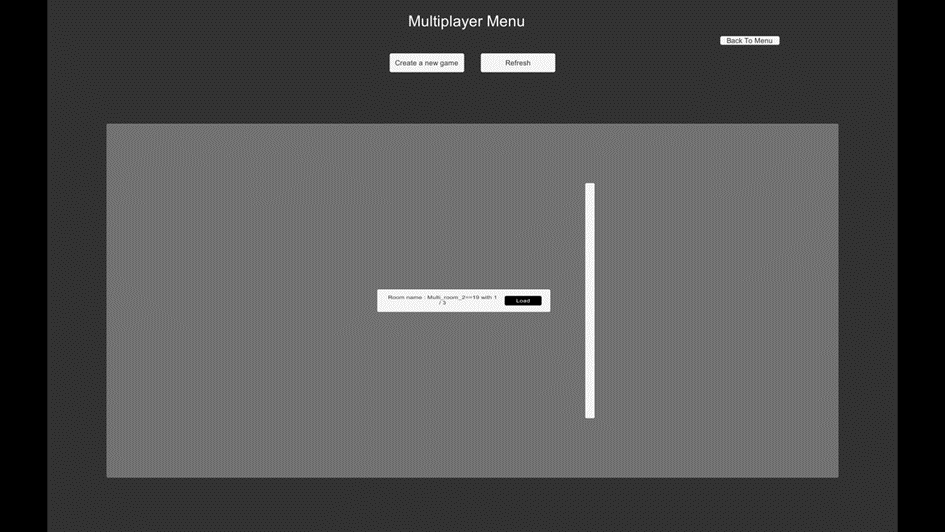 Multiplayer Menu
Back To Menu
Create a new game
Refresh
Room name : Multi_room_2==19 with 1
/ 3
Load